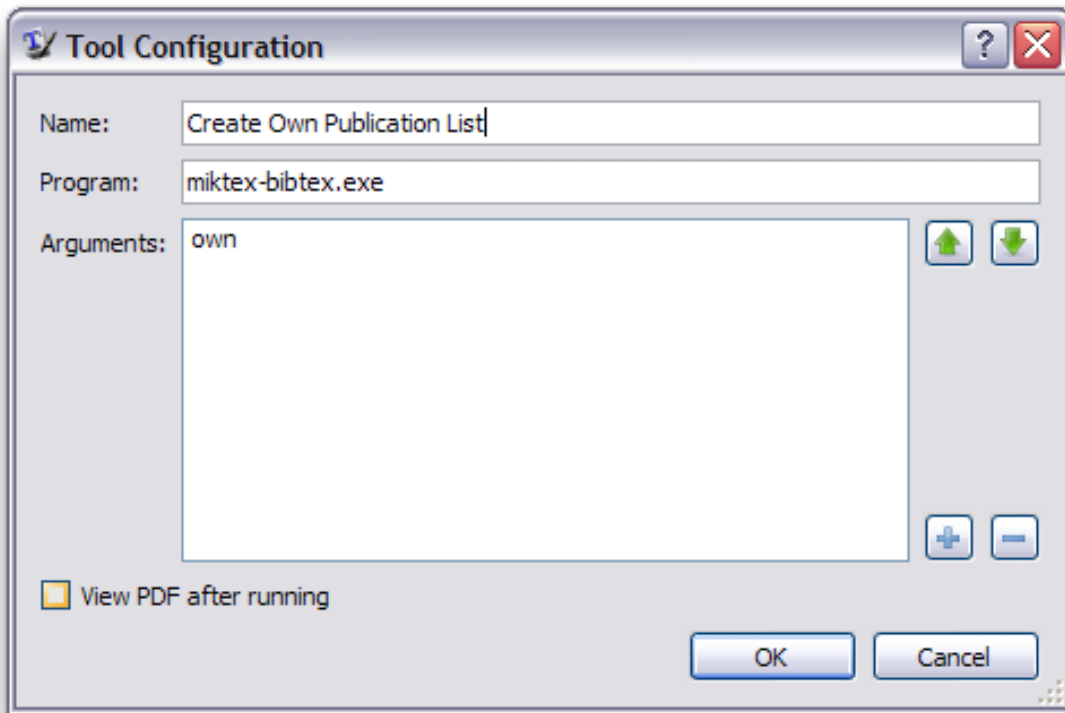 Tool Configuration
Name: Create Own Publication List
Program: miktex-bibtex.exe
Arguments: own
View PDF after running
OK Cancel